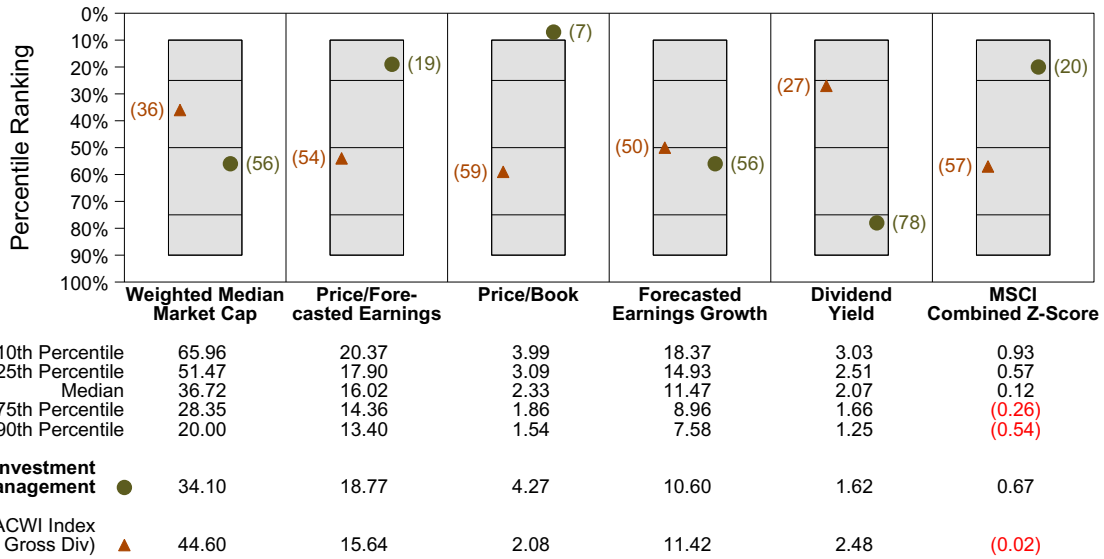 0%
10%
20%
30%
40%
50%
60%
70%
80%
90%
100%
Percentile Ranking
(36) (56)
(54) (19)
(59) (7)
(50) (56)
(27) (78)
(57) (20)
Weighted Median Market Cap
Price/Fore-casted Earnings
Price/Book
Forecasted Earnings Growth
Dividend Yield
MSCI Combined Z-Score
10th Percentile 65.96 20.37 3.99 18.37 3.03 0.93
25th Percentile 51.47 17.90 3.09 14.93 2.51 0.57
Median 36.72 16.02 2.33 11.47 2.07 0.12
75th Percentile 28.35 14.36 1.86 8.96 1.66 (0.26)
90th Percentile 20.00 13.40 1.54 7.58 1.25 (0.54)
nvestment
anagement 34.10 18.77 4.27 10.60 1.62 0.67
ACWI Index
Gross Div) 44.60 15.64 2.08 11.42 2.48 (0.02)